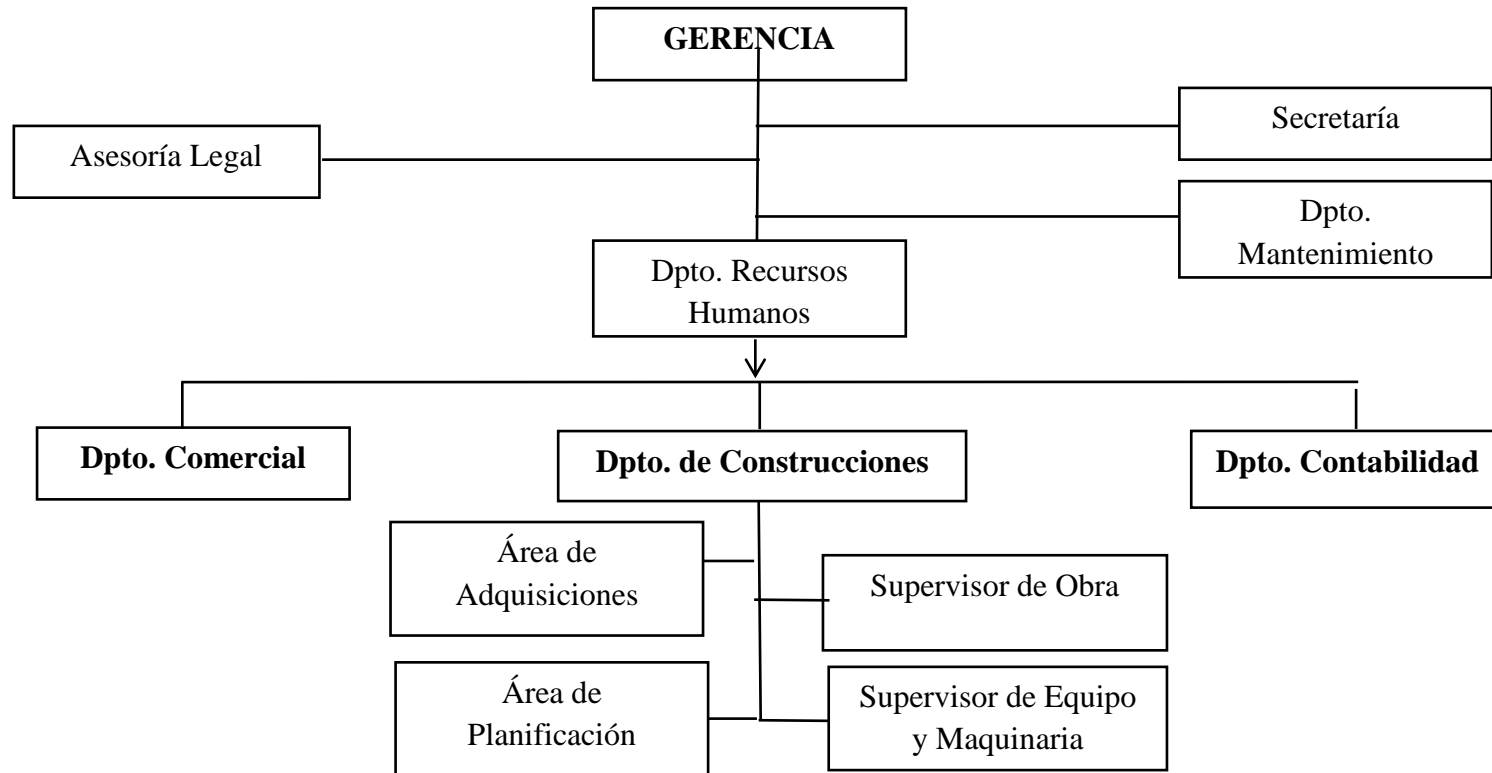 GERENCIA
Secretaría
Asesoría Legal
Dpto.
Mantenimiento
Dpto. Recursos
Humanos
Dpto. Comercial
Dpto. de Construcciones
Dpto. Contabilidad
Área de
Adquisiciones
Supervisor de Obra
Área de
Planificación
Supervisor de Equipo
y Maquinaria